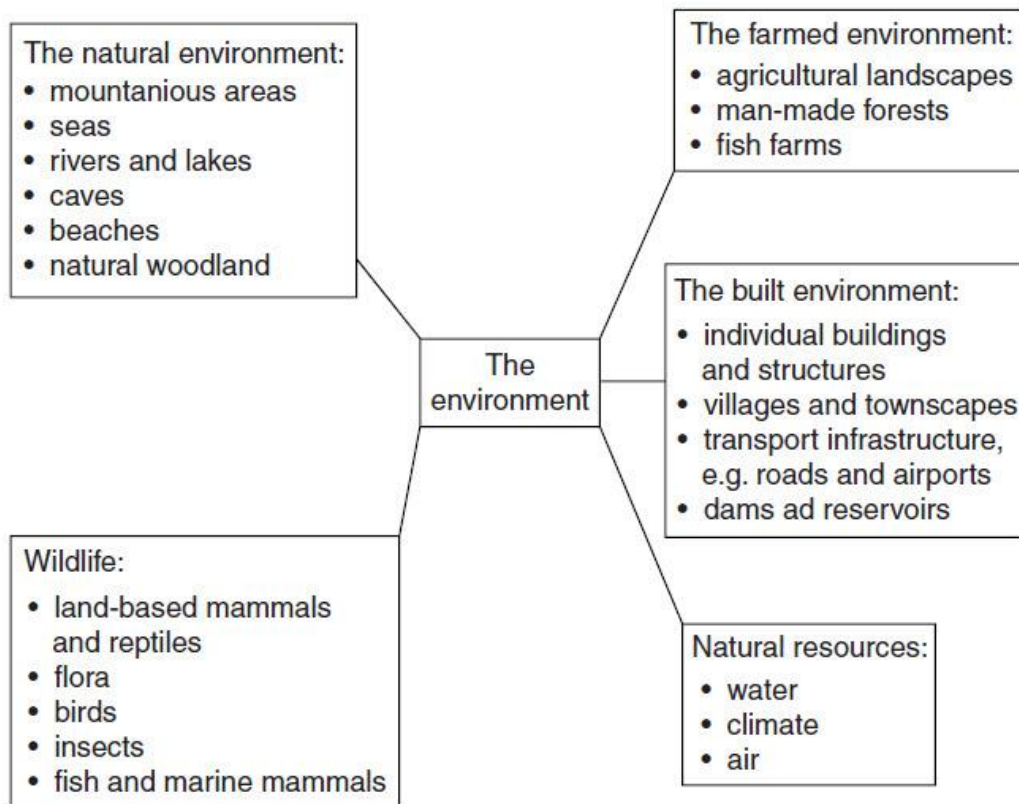 The natural environment:
• mountanious areas
• seas
• rivers and lakes
• caves
• beaches
• natural woodland
The farmed environment:
• agricultural landscapes
• man-made forests
• fish farms
The built environment:
• individual buildings
and structures
• villages and townscapes
• transport infrastructure,
e.g. roads and airports
• dams ad reservoirs
The
environment
Wildlife:
• land-based mammals
and reptiles
• flora
• birds
• insects
• fish and marine mammals
Natural resources:
• water
• climate
• air